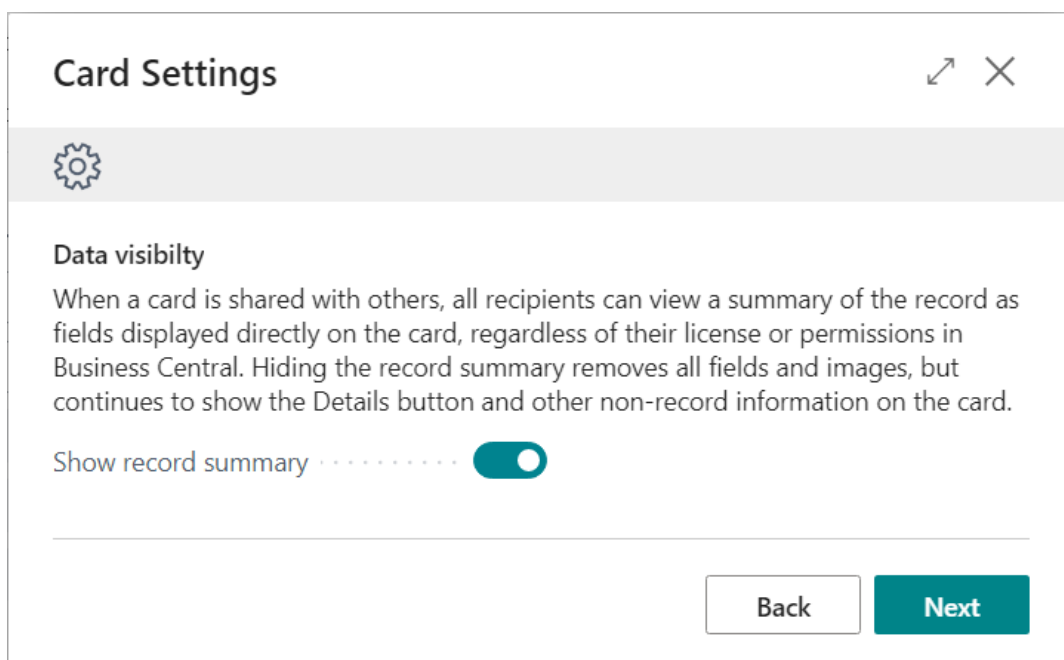 Card Settings
Data visibilty
When a card is shared with others, all recipients can view a summary of the record as
fields displayed directly on the card, regardless of their license or permissions in
Business Central. Hiding the record summary removes all fields and images, but
continues to show the Details button and other non-record information on the card.
Show record summary
Back
Next